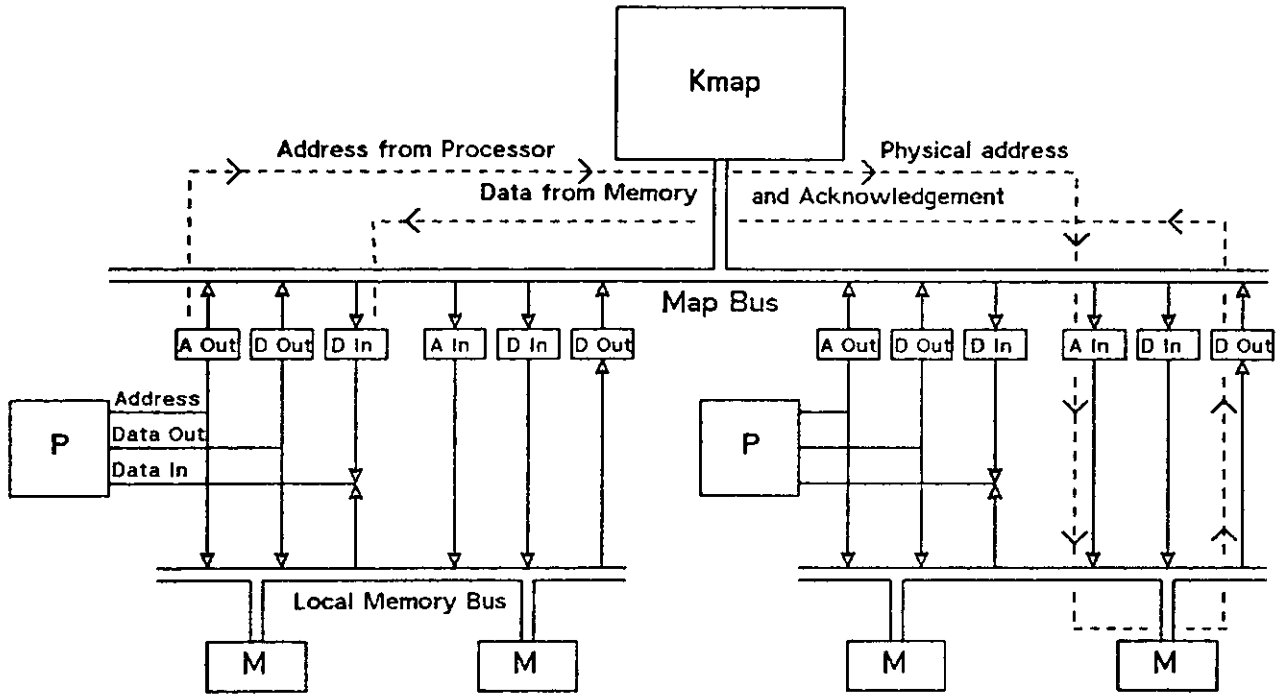 Kmap
Address from Processor
Physical address
Data from Memory
and Acknowledgement
Map Bus
A Out
D Out
D In
A In
D In
D Out
A Out
D Out
D In
A In
D In
D Out
Address
P
Data Out
Data In
P
Local Memory Bus
M
M
M
M